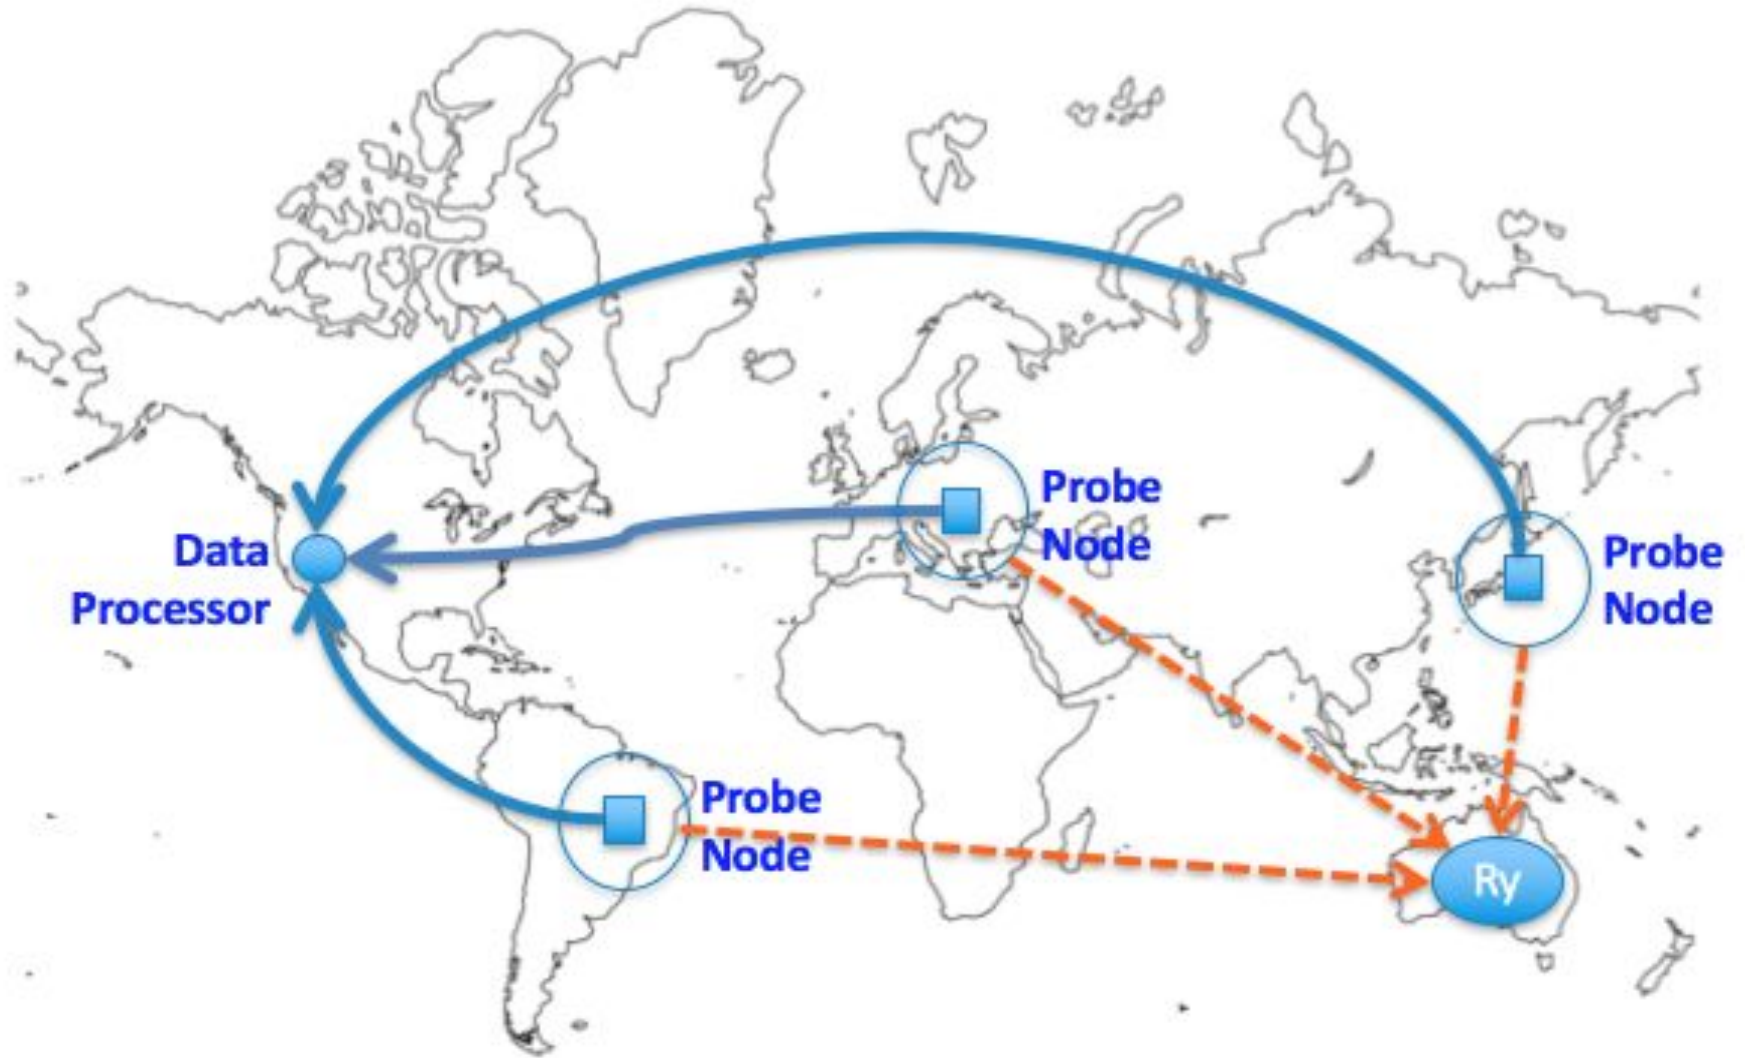 Probe
Node
Data
Processor
Probe
Node
Probe
Node
Ry